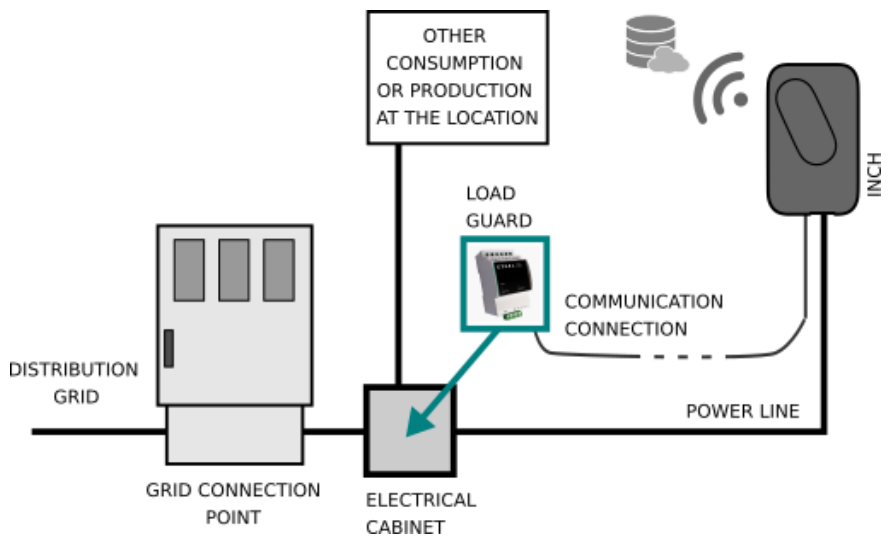 OTHER
CONSUMPTION
OR PRODUCTION
AT THE LOCATION
INCH
LOAD
GUARD
COMMUNICATION
CONNECTION
DISTRIBUTION
GRID
POWER LINE
GRID CONNECTION
POINT
ELECTRICAL
CABINET